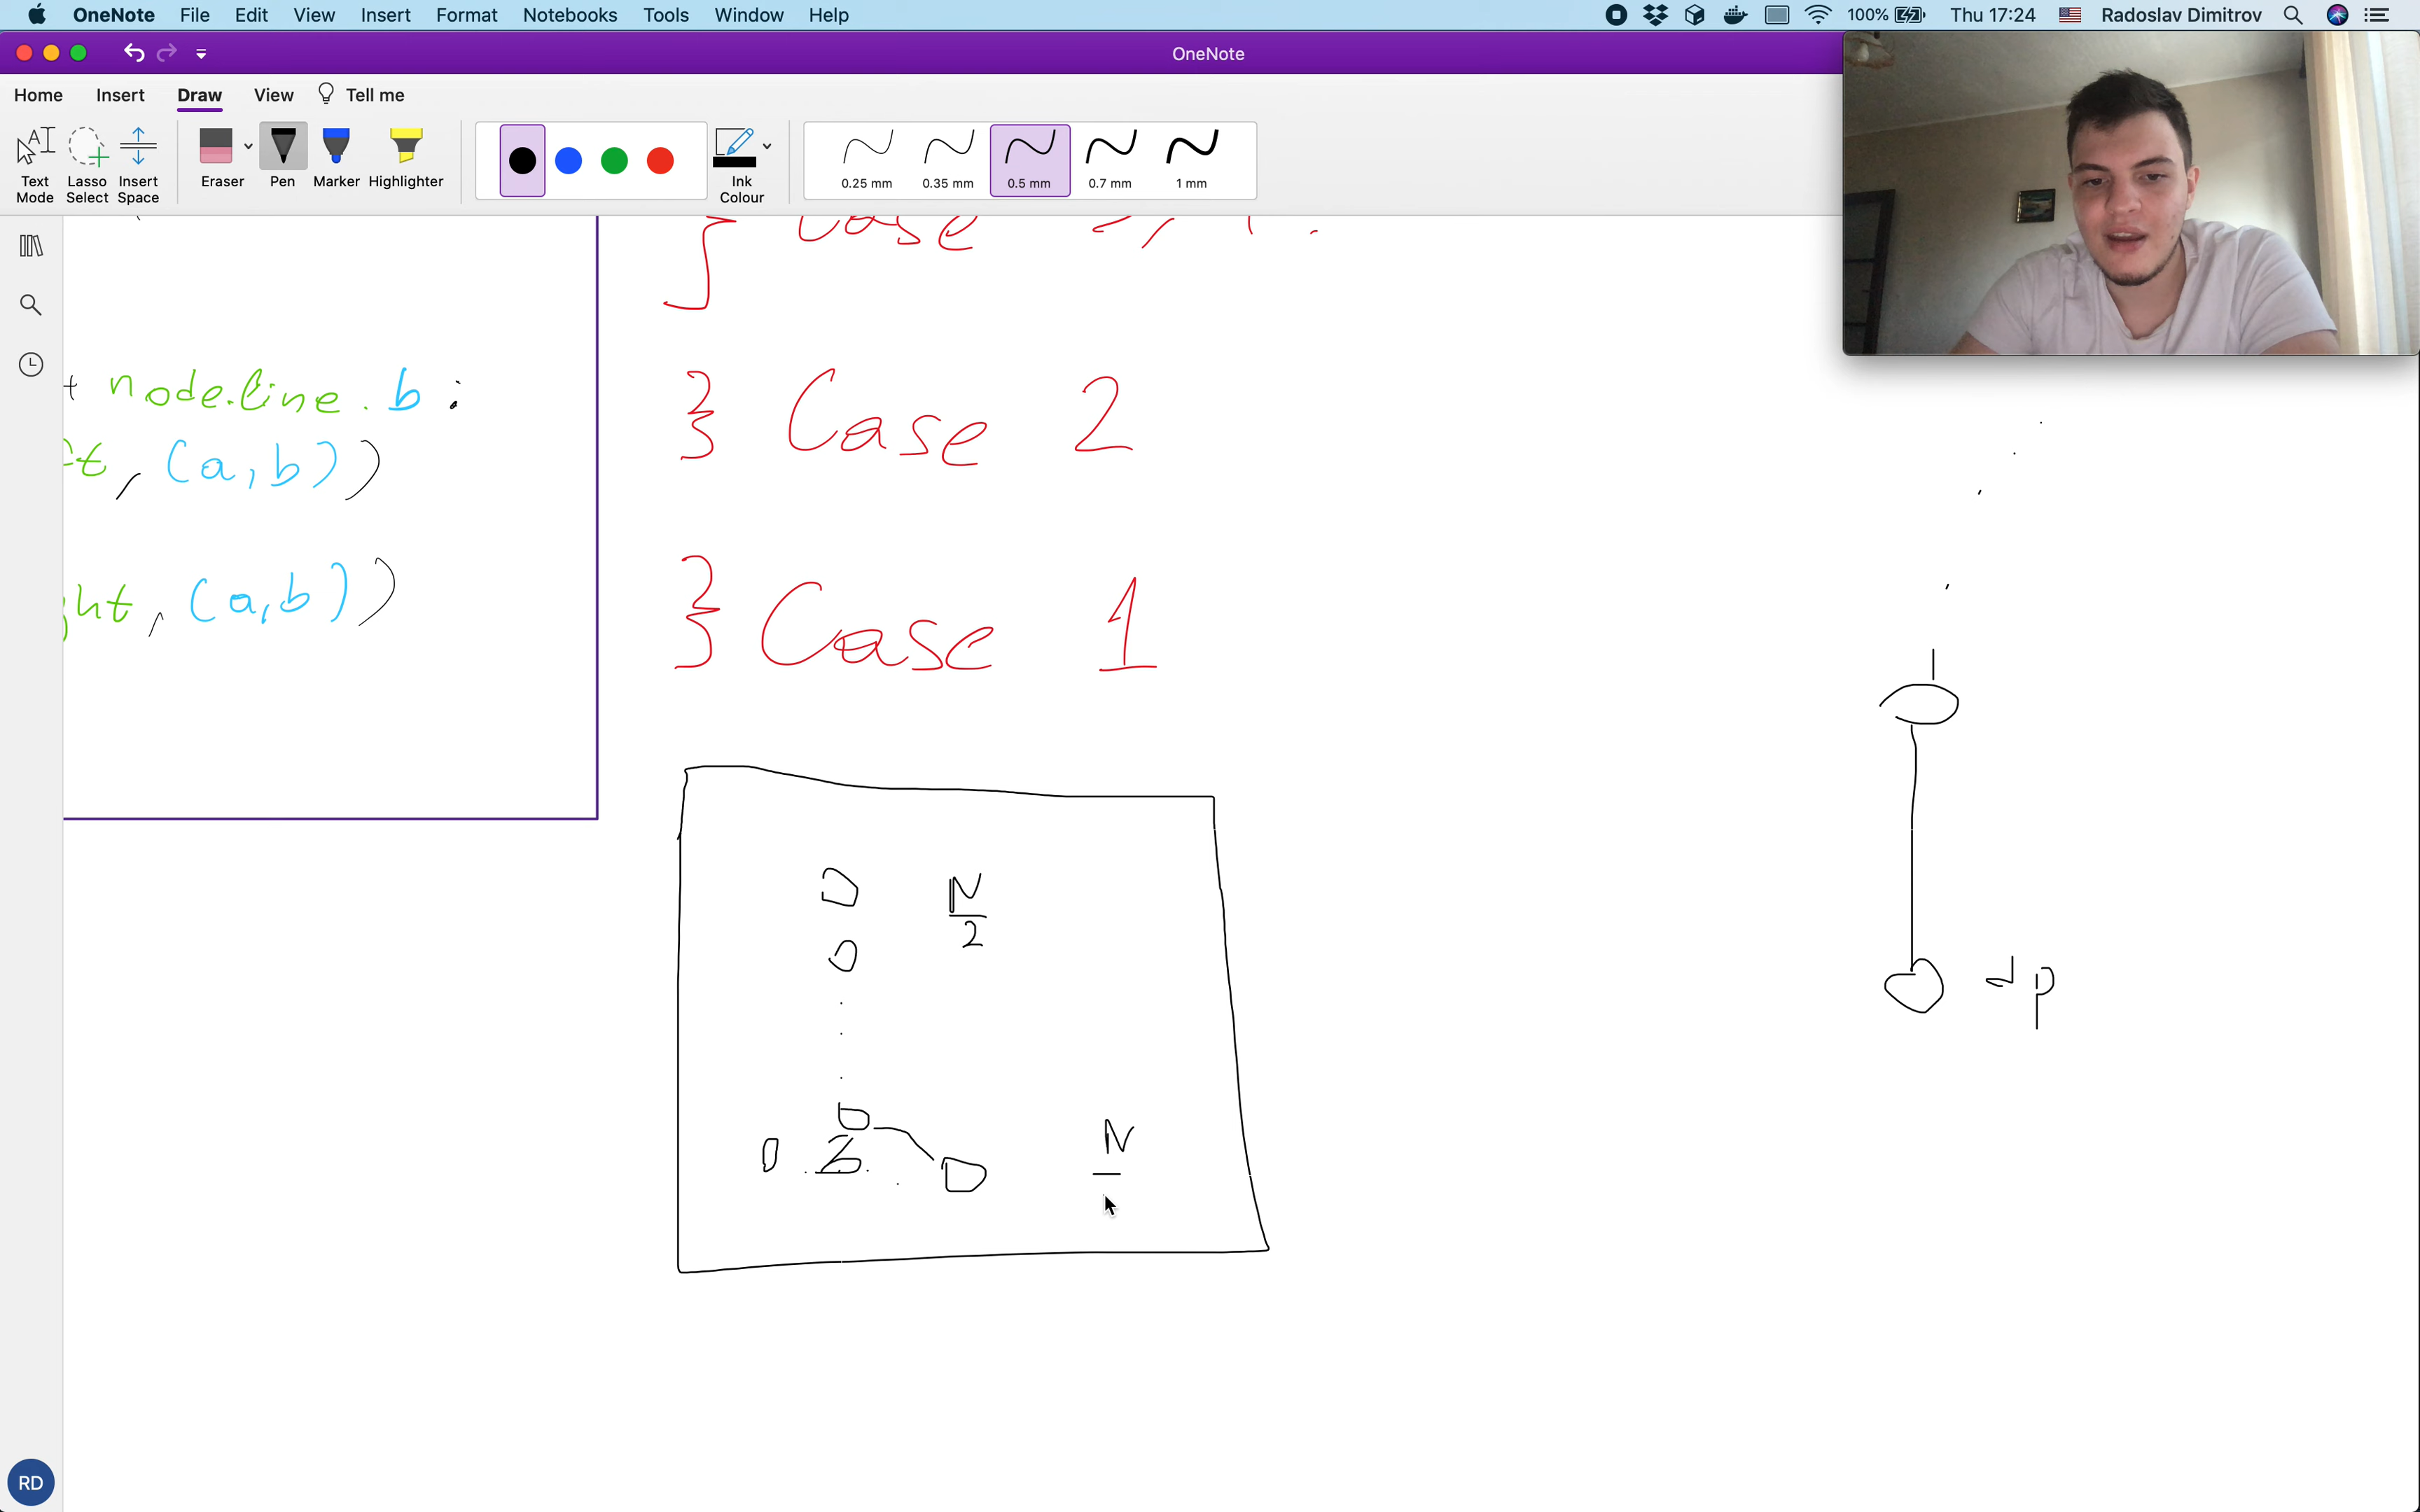 OneNote File Edit View Insert Format Notebooks Tools Window Help
100% Thu 17:24 Radoslav Dimitrov
OneNote
Home Insert Draw View Tell me
Text Mode
Lasso Select
Insert Space
Eraser
Pen
Marker
Highlighter
Ink Colour
0.25 mm
0.35 mm
0.5 mm
0.7 mm
1 mm
Case
+ node.line.b ;
} Case 2
, (a,b))
ht, (a,b))
} Case 1
N
2
dp
N
RD